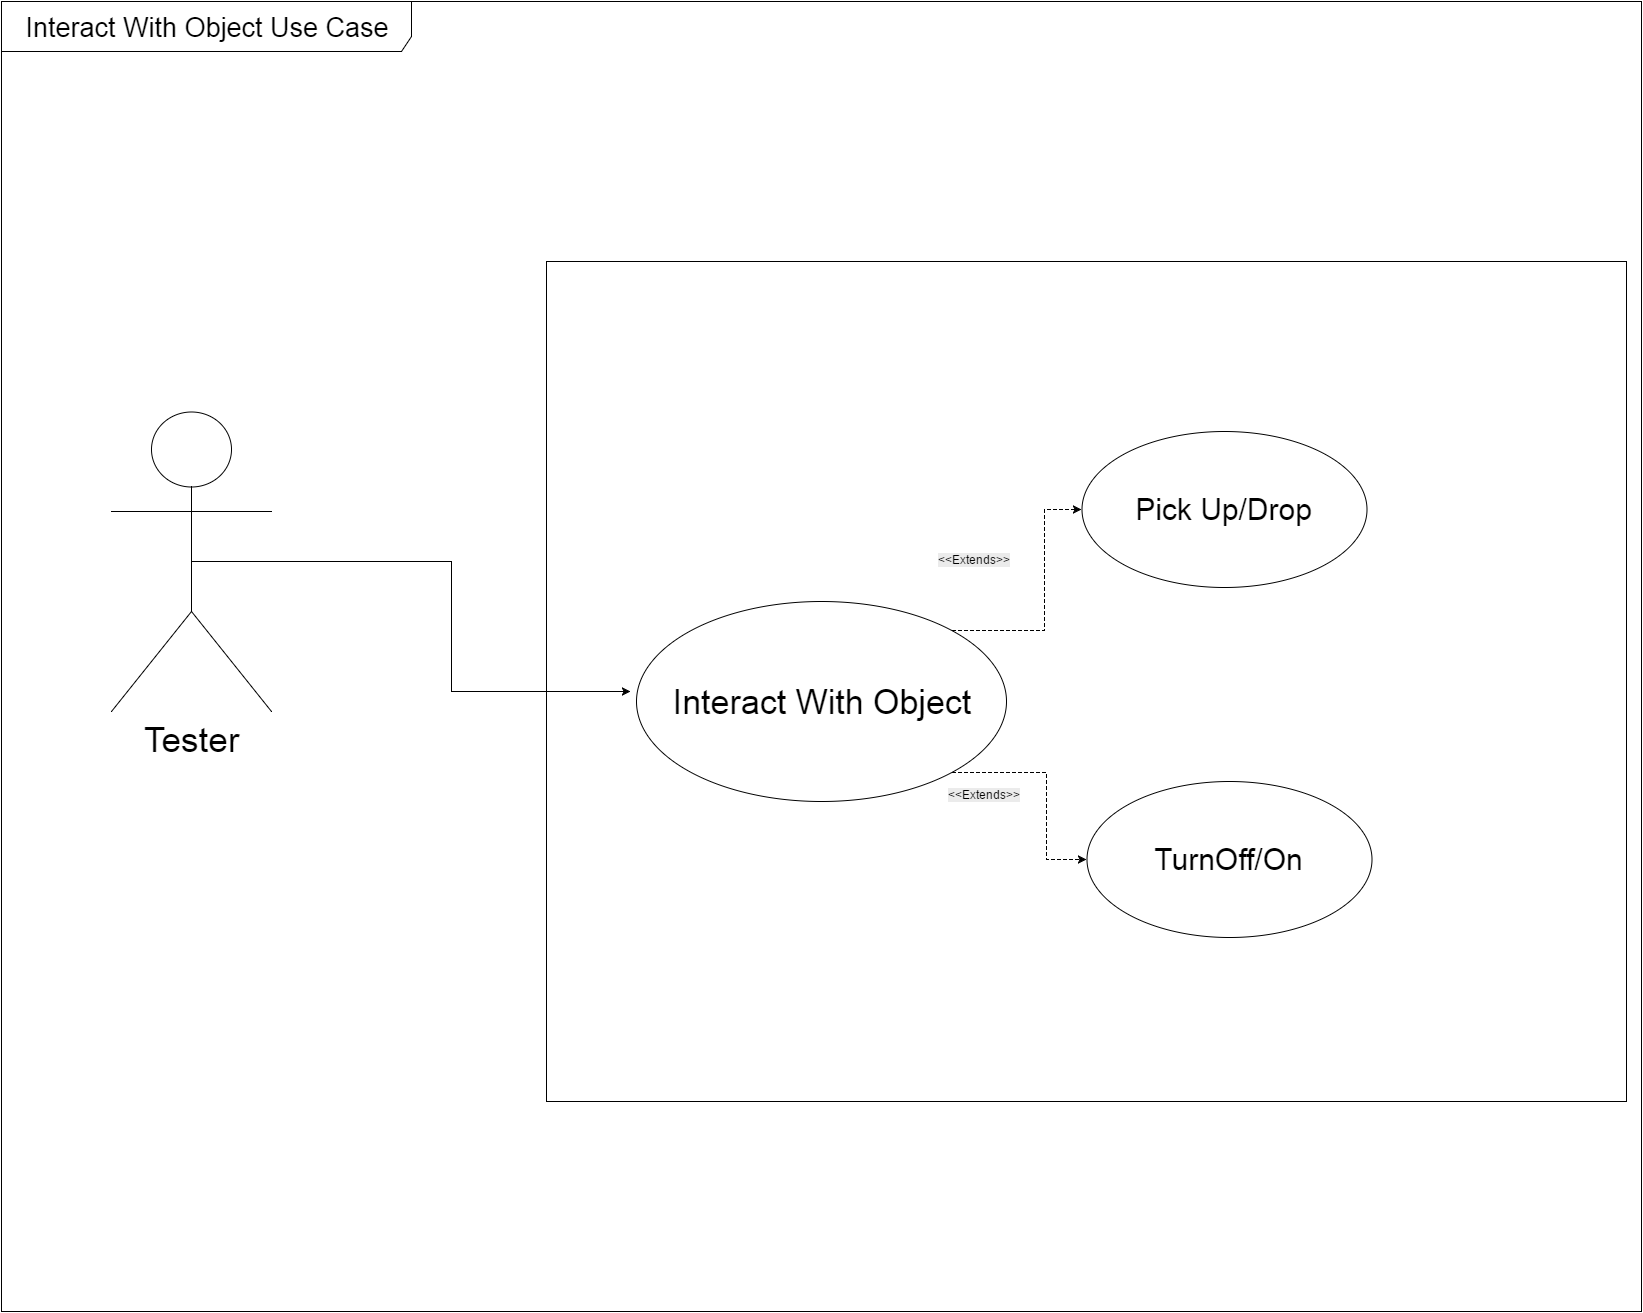 Interact With Object Use Case
Pick Up/Drop
<<Extends>>
Interact With Object
Tester
<<Extends>>
TurnOff/On